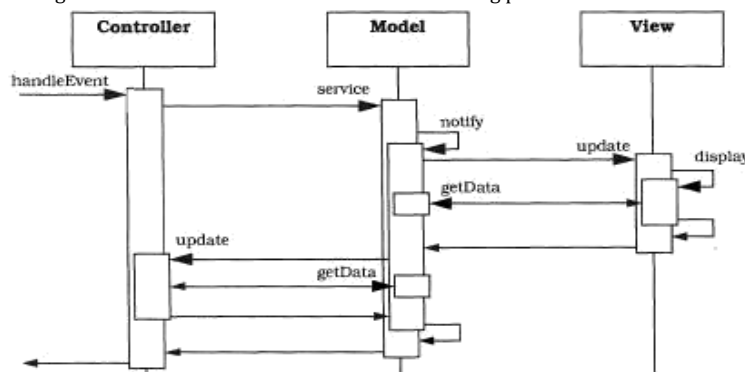 Controller
Model
View
handleEvent
service
notify
update
display
getData
update
getData